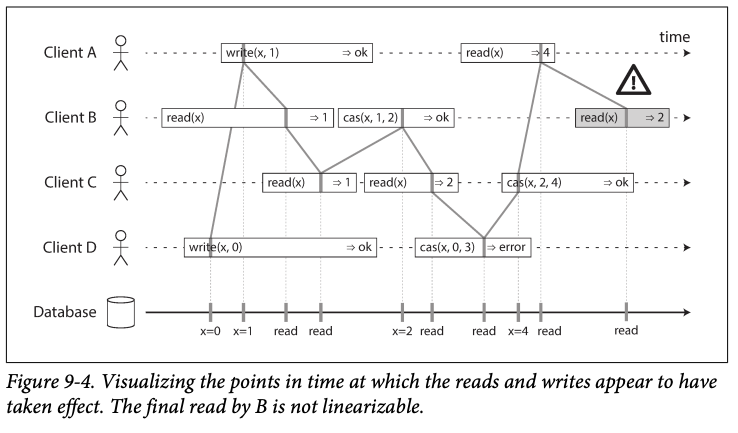 time
Client A write(x, 1) ⇒ ok read(x) ⇒ 4
Client B read(x) ⇒ 1 cas(x, 1, 2) ⇒ ok read(x) ⇒ 2
Client C read(x) ⇒ 1 read(x) ⇒ 2 cas(x, 2, 4) ⇒ ok
Client D write(x, 0) ⇒ ok cas(x, 0, 3) ⇒ error
Database
x=0 x=1 read read x=2 read read x=4 read read
Figure 9-4. Visualizing the points in time at which the reads and writes appear to have
taken effect. The final read by B is not linearizable.